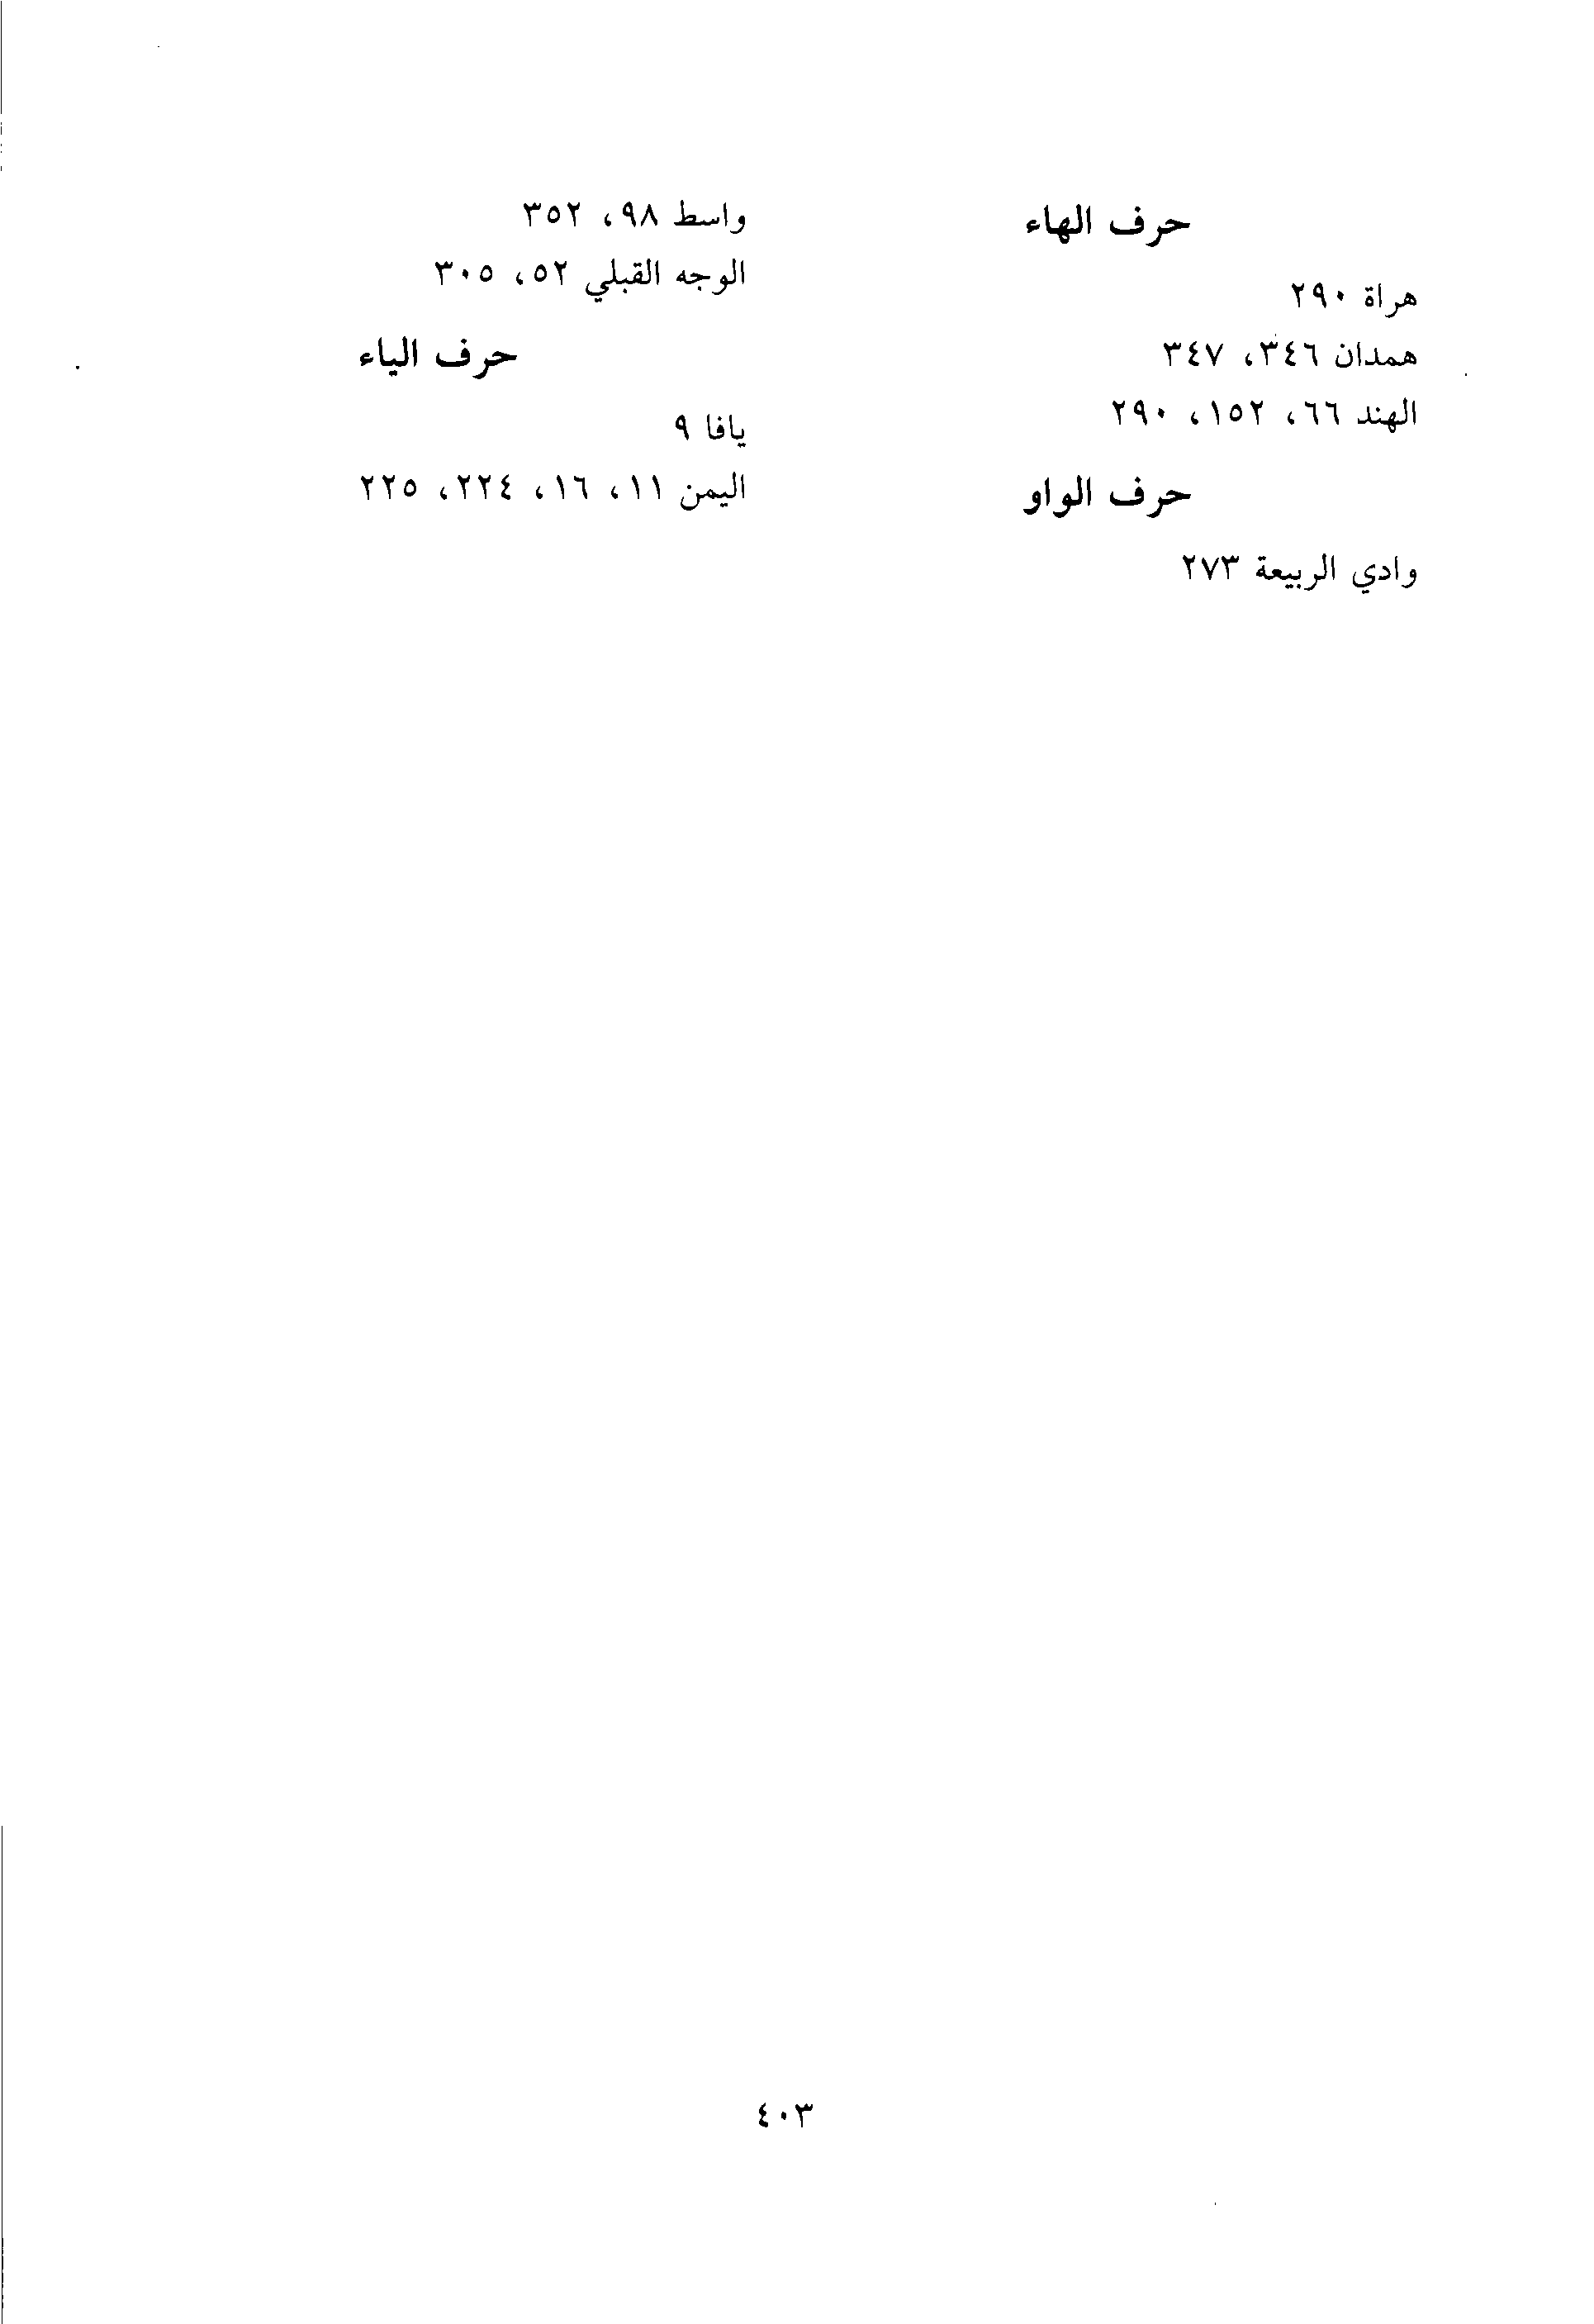 حرف الهاء
هراة ٢٩٠
همدان ٣٤٦، ٣٤٧
الهند ٦٦، ١٥٢، ٢٩٠
حرف الواو
وادي الربيعة ٢٧٣
واسط ٩٨، ٣٥٢
الوجه القبلي ٥٢، ٣٠٥
حرف الياء
يافا ٩
اليمن ١١، ١٦، ٢٢٤، ٢٢٥
٤٠٣